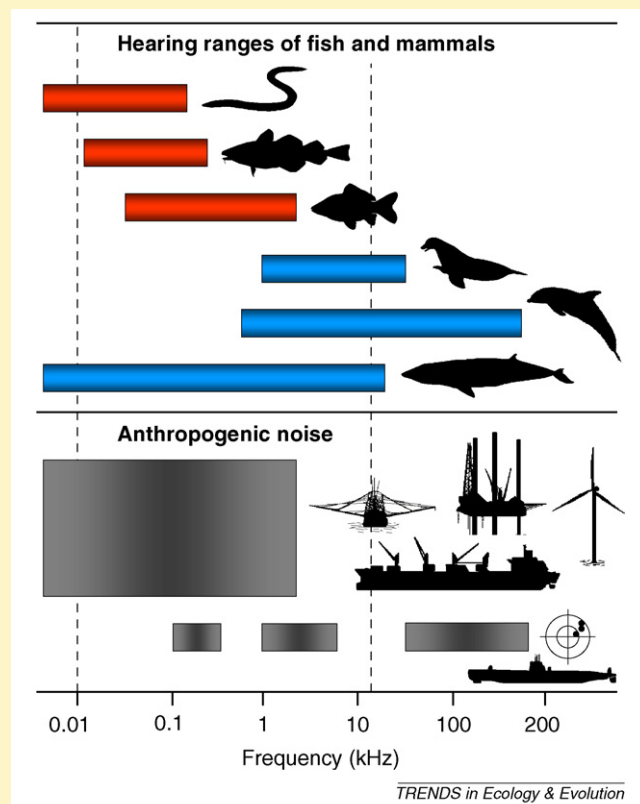 Hearing ranges of fish and mammals
Anthropogenic noise
0.01 0.1 1 10 100 200
Frequency (kHz)
TRENDS in Ecology & Evolution